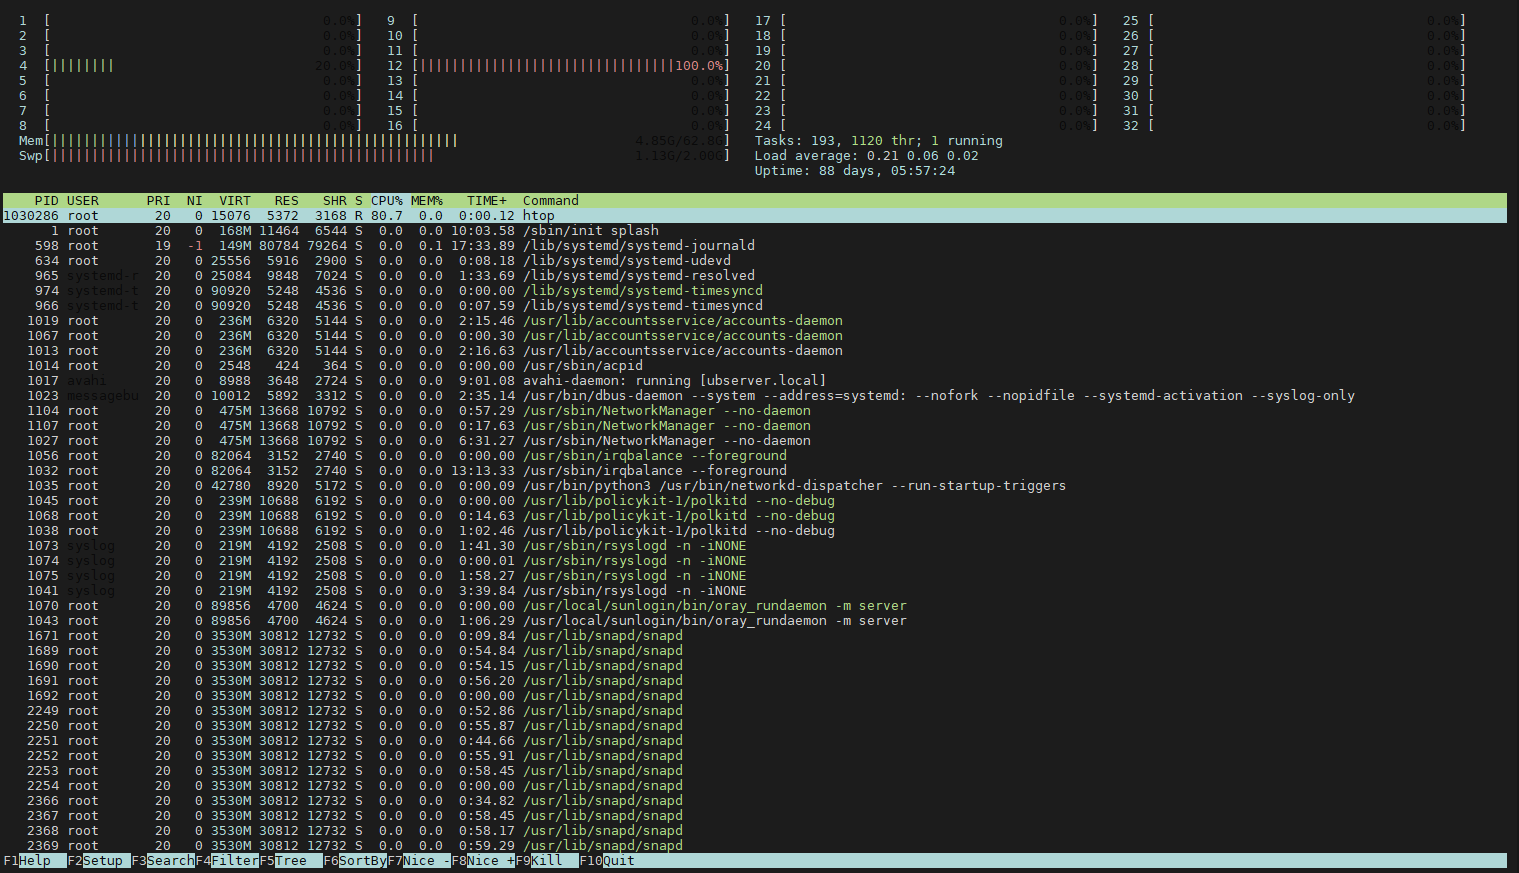 1 [ 0.0%] 9 [ 0.0%] 17 [ 0.0%] 25 [ 0.0%]
2 [ 0.0%] 10 [ 0.0%] 18 [ 0.0%] 26 [ 0.0%]
3 [ 0.0%] 11 [ 0.0%] 19 [ 0.0%] 27 [ 0.0%]
4 [|||||||| 20.0%] 12 [||||||||||||||||||||||||||||||||100.0%] 20 [ 0.0%] 28 [ 0.0%]
5 [ 0.0%] 13 [ 0.0%] 21 [ 0.0%] 29 [ 0.0%]
6 [ 0.0%] 14 [ 0.0%] 22 [ 0.0%] 30 [ 0.0%]
7 [ 0.0%] 15 [ 0.0%] 23 [ 0.0%] 31 [ 0.0%]
8 [ 0.0%] 16 [ 0.0%] 24 [ 0.0%] 32 [ 0.0%]
Mem[||||||||||||||||||||||||||||||||||||||||||||||||||| 4.85G/62.8G] Tasks: 193, 1120 thr; 1 running
Swp[|||||||||||||||||||||||||||||||||||||||||||||||| 1.13G/2.00G] Load average: 0.21 0.06 0.02
Uptime: 88 days, 05:57:24
PID USER PRI NI VIRT RES SHR S CPU% MEM% TIME+ Command
1030286 root 20 0 15076 5372 3168 R 80.7 0.0 0:00.12 htop
1 root 20 0 168M 11464 6544 S 0.0 0.0 10:03.58 /sbin/init splash
598 root 19 -1 149M 80784 79264 S 0.0 0.1 17:33.89 /lib/systemd/systemd-journald
634 root 20 0 25556 5916 2900 S 0.0 0.0 0:08.18 /lib/systemd/systemd-udevd
965 systemd-r 20 0 25084 9848 7024 S 0.0 0.0 1:33.69 /lib/systemd/systemd-resolved
974 systemd-t 20 0 90920 5248 4536 S 0.0 0.0 0:00.00 /lib/systemd/systemd-timesyncd
966 systemd-t 20 0 90920 5248 4536 S 0.0 0.0 0:07.59 /lib/systemd/systemd-timesyncd
1019 root 20 0 236M 6320 5144 S 0.0 0.0 2:15.46 /usr/lib/accountsservice/accounts-daemon
1067 root 20 0 236M 6320 5144 S 0.0 0.0 0:00.30 /usr/lib/accountsservice/accounts-daemon
1013 root 20 0 236M 6320 5144 S 0.0 0.0 2:16.63 /usr/lib/accountsservice/accounts-daemon
1014 root 20 0 2548 424 364 S 0.0 0.0 0:00.00 /usr/sbin/acpid
1017 avahi 20 0 8988 3648 2724 S 0.0 0.0 9:01.08 avahi-daemon: running [ubserver.local]
1023 messagebu 20 0 10012 5892 3312 S 0.0 0.0 2:35.14 /usr/bin/dbus-daemon --system --address=systemd: --nofork --nopidfile --systemd-activation --syslog-only
1104 root 20 0 475M 13668 10792 S 0.0 0.0 0:57.29 /usr/sbin/NetworkManager --no-daemon
1107 root 20 0 475M 13668 10792 S 0.0 0.0 0:17.63 /usr/sbin/NetworkManager --no-daemon
1027 root 20 0 475M 13668 10792 S 0.0 0.0 6:31.27 /usr/sbin/NetworkManager --no-daemon
1056 root 20 0 82064 3152 2740 S 0.0 0.0 0:00.00 /usr/sbin/irqbalance --foreground
1032 root 20 0 82064 3152 2740 S 0.0 0.0 13:13.33 /usr/sbin/irqbalance --foreground
1035 root 20 0 42780 8920 5172 S 0.0 0.0 0:00.09 /usr/bin/python3 /usr/bin/networkd-dispatcher --run-startup-triggers
1045 root 20 0 239M 10688 6192 S 0.0 0.0 0:00.00 /usr/lib/policykit-1/polkitd --no-debug
1068 root 20 0 239M 10688 6192 S 0.0 0.0 0:14.63 /usr/lib/policykit-1/polkitd --no-debug
1038 root 20 0 239M 10688 6192 S 0.0 0.0 1:02.46 /usr/lib/policykit-1/polkitd --no-debug
1073 syslog 20 0 219M 4192 2508 S 0.0 0.0 1:41.30 /usr/sbin/rsyslogd -n -iNONE
1074 syslog 20 0 219M 4192 2508 S 0.0 0.0 0:00.01 /usr/sbin/rsyslogd -n -iNONE
1075 syslog 20 0 219M 4192 2508 S 0.0 0.0 1:58.27 /usr/sbin/rsyslogd -n -iNONE
1041 syslog 20 0 219M 4192 2508 S 0.0 0.0 3:39.84 /usr/sbin/rsyslogd -n -iNONE
1070 root 20 0 89856 4700 4624 S 0.0 0.0 0:00.00 /usr/local/sunlogin/bin/oray_rundaemon -m server
1043 root 20 0 89856 4700 4624 S 0.0 0.0 1:06.29 /usr/local/sunlogin/bin/oray_rundaemon -m server
1671 root 20 0 3530M 30812 12732 S 0.0 0.0 0:09.84 /usr/lib/snapd/snapd
1689 root 20 0 3530M 30812 12732 S 0.0 0.0 0:54.84 /usr/lib/snapd/snapd
1690 root 20 0 3530M 30812 12732 S 0.0 0.0 0:54.15 /usr/lib/snapd/snapd
1691 root 20 0 3530M 30812 12732 S 0.0 0.0 0:56.20 /usr/lib/snapd/snapd
1692 root 20 0 3530M 30812 12732 S 0.0 0.0 0:00.00 /usr/lib/snapd/snapd
2249 root 20 0 3530M 30812 12732 S 0.0 0.0 0:52.86 /usr/lib/snapd/snapd
2250 root 20 0 3530M 30812 12732 S 0.0 0.0 0:55.87 /usr/lib/snapd/snapd
2251 root 20 0 3530M 30812 12732 S 0.0 0.0 0:44.66 /usr/lib/snapd/snapd
2252 root 20 0 3530M 30812 12732 S 0.0 0.0 0:55.91 /usr/lib/snapd/snapd
2253 root 20 0 3530M 30812 12732 S 0.0 0.0 0:58.45 /usr/lib/snapd/snapd
2254 root 20 0 3530M 30812 12732 S 0.0 0.0 0:00.00 /usr/lib/snapd/snapd
2366 root 20 0 3530M 30812 12732 S 0.0 0.0 0:34.82 /usr/lib/snapd/snapd
2367 root 20 0 3530M 30812 12732 S 0.0 0.0 0:58.45 /usr/lib/snapd/snapd
2368 root 20 0 3530M 30812 12732 S 0.0 0.0 0:58.17 /usr/lib/snapd/snapd
2369 root 20 0 3530M 30812 12732 S 0.0 0.0 0:59.29 /usr/lib/snapd/snapd
F1Help F2Setup F3SearchF4FilterF5Tree F6SortByF7Nice -F8Nice +F9Kill F10Quit